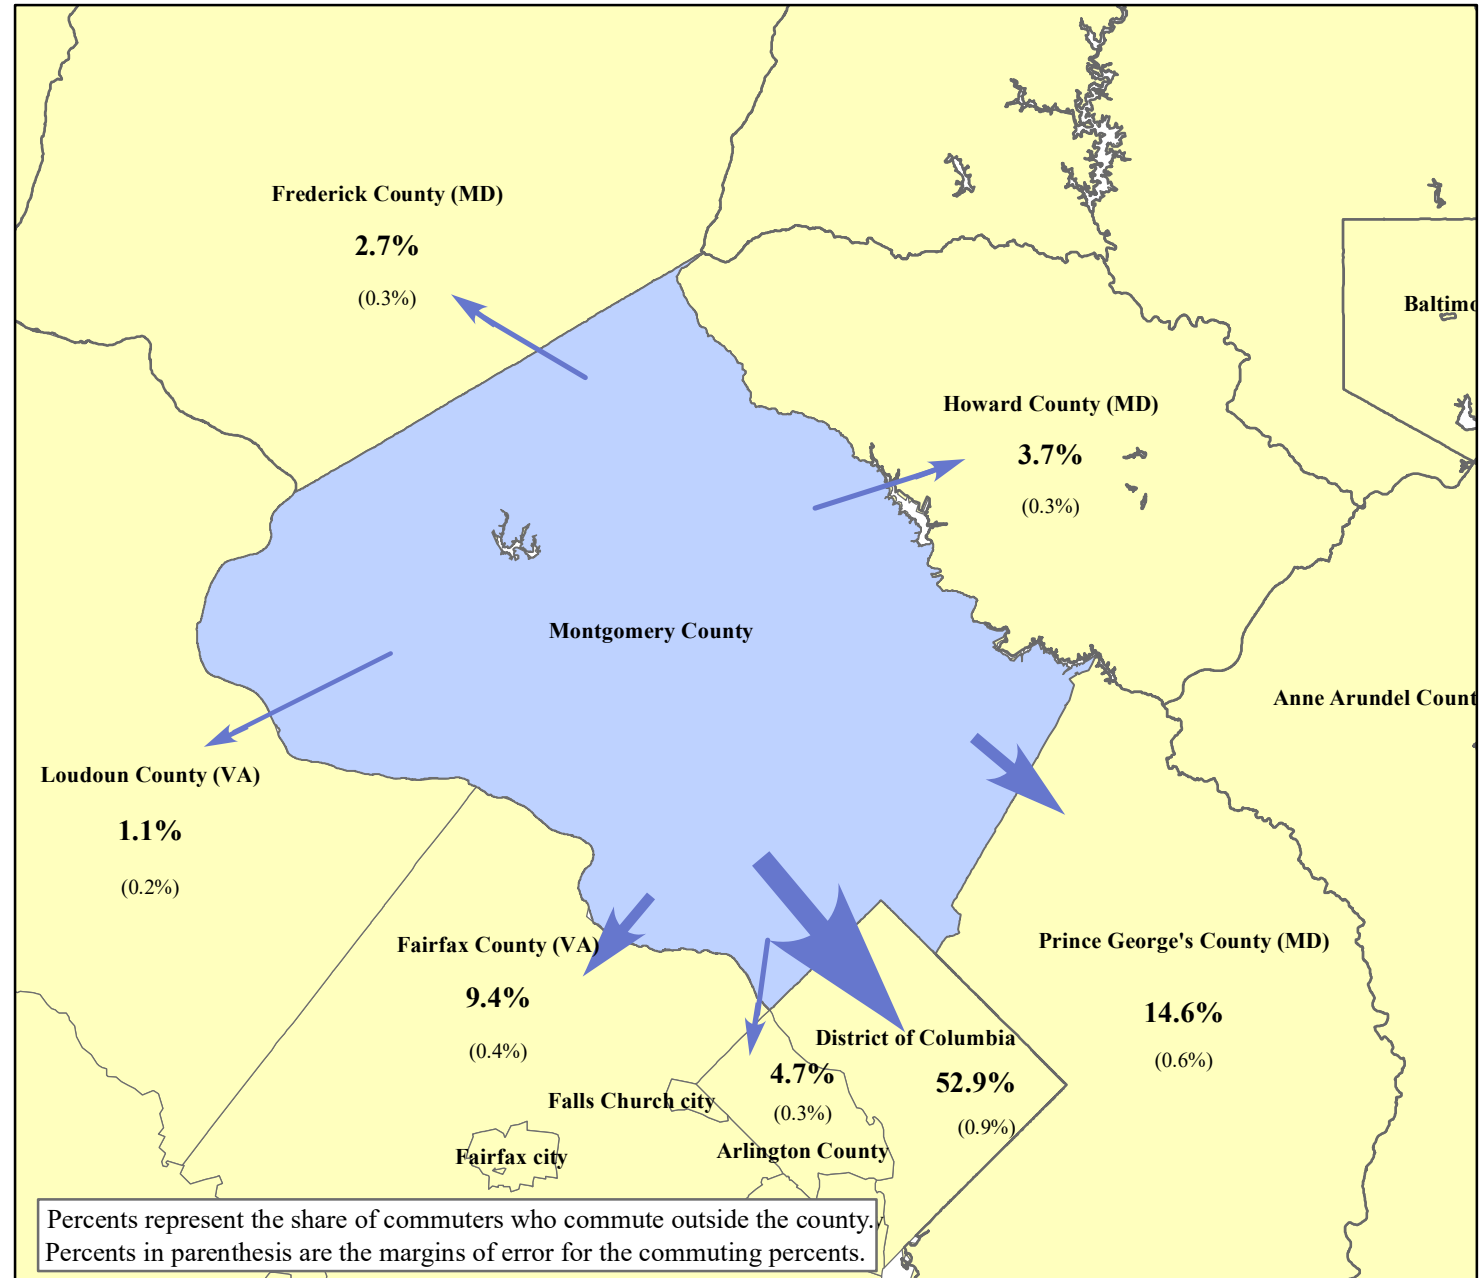 Frederick County (MD)
2.7%
(0.3%)
Baltimo
Howard County (MD)
3.7%
(0.3%)
Montgomery County
Anne Arundel Count
Loudoun County (VA)
1.1%
(0.2%)
Fairfax County (VA)
9.4%
(0.4%)
Prince George's County (MD)
14.6%
(0.6%)
District of Columbia
52.9%
(0.9%)
4.7%
(0.3%)
Arlington County
Falls Church city
Fairfax city
Percents represent the share of commuters who commute outside the county.
Percents in parenthesis are the margins of error for the commuting percents.